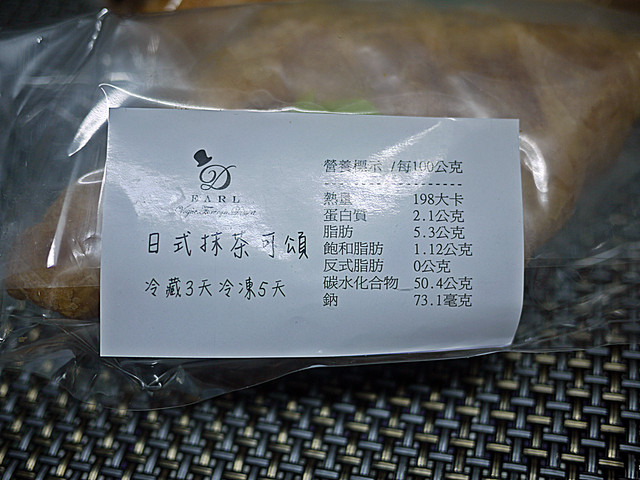 D
EARL
日式抹茶可頌
冷藏3天冷凍5天
營養標示 /每100公克
熱量 198大卡
蛋白質 2.1公克
脂肪 5.3公克
飽和脂肪 1.12公克
反式脂肪 0公克
碳水化合物 50.4公克
鈉 73.1毫克